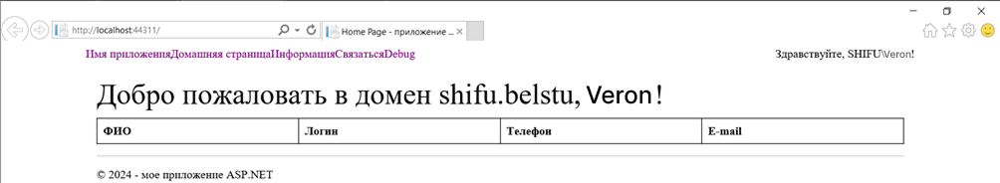 http://localhost:44311/
Home Page - приложение ...
Имя приложенияДомашняя страницаИнформацияСвязатьсяDebug
Здравствуйте, SHIFU\Veron!
Добро пожаловать в домен shifu.belstu, Veron!
ФИО Логин Телефон E-mail
© 2024 - мое приложение ASP.NET